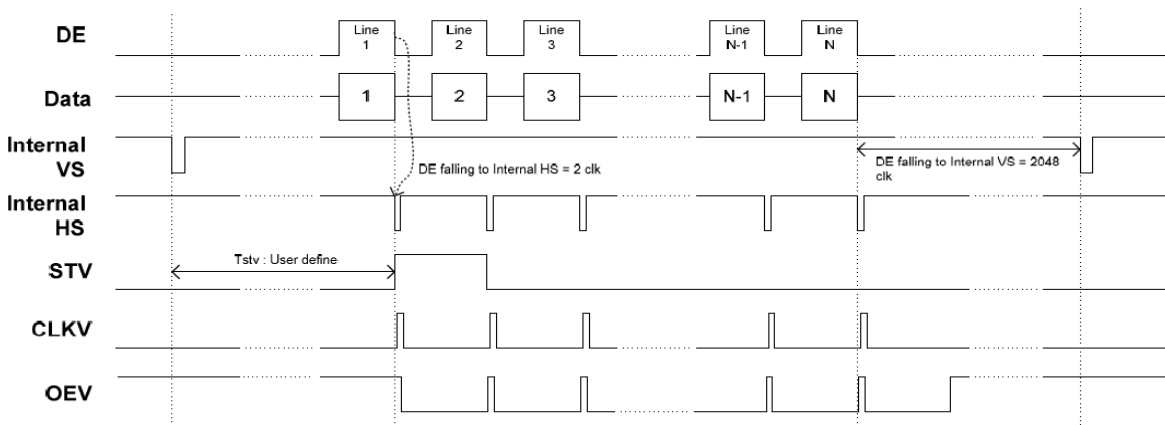 DE
Line
1
Line
2
Line
3
Line
N-1
Line
N
Data
1
2
3
N-1
N
Internal
VS
DE falling to Internal HS = 2 clk
DE falling to Internal VS = 2048
clk
Internal
HS
STV
Tstv : User define
CLKV
OEV